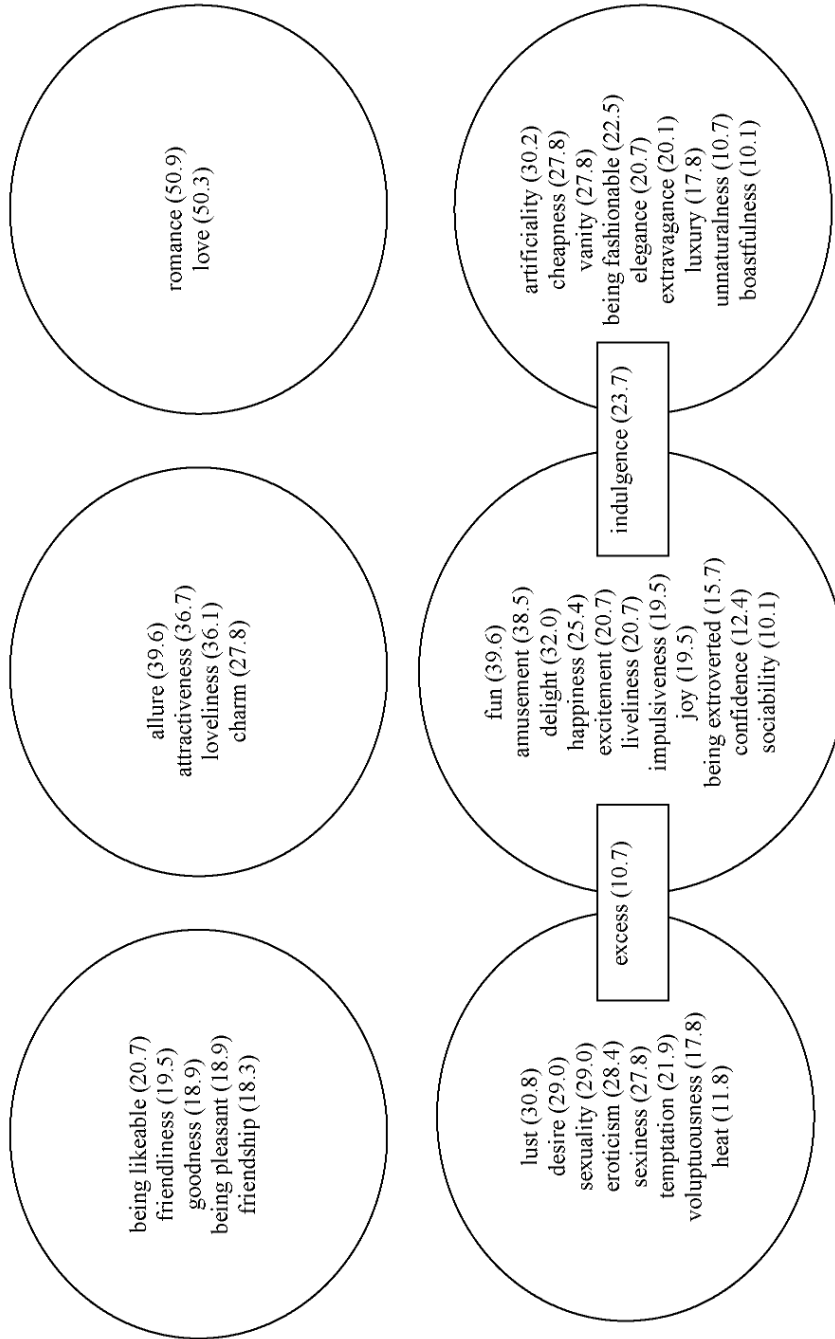 being likeable (20.7)
friendliness (19.5)
goodness (18.9)
being pleasant (18.9)
friendship (18.3)
allure (39.6)
attractiveness (36.7)
loveliness (36.1)
charm (27.8)
romance (50.9)
love (50.3)
lust (30.8)
desire (29.0)
sexuality (29.0)
eroticism (28.4)
sexiness (27.8)
temptation (21.9)
voluptuousness (17.8)
heat (11.8)
excess (10.7)
fun (39.6)
amusement (38.5)
delight (32.0)
happiness (25.4)
excitement (20.7)
liveliness (20.7)
impulsiveness (19.5)
joy (19.5)
being extroverted (15.7)
confidence (12.4)
sociability (10.1)
indulgence (23.7)
artificiality (30.2)
cheapness (27.8)
vanity (27.8)
being fashionable (22.5)
elegance (20.7)
extravagance (20.1)
luxury (17.8)
unnaturalness (10.7)
boastfulness (10.1)